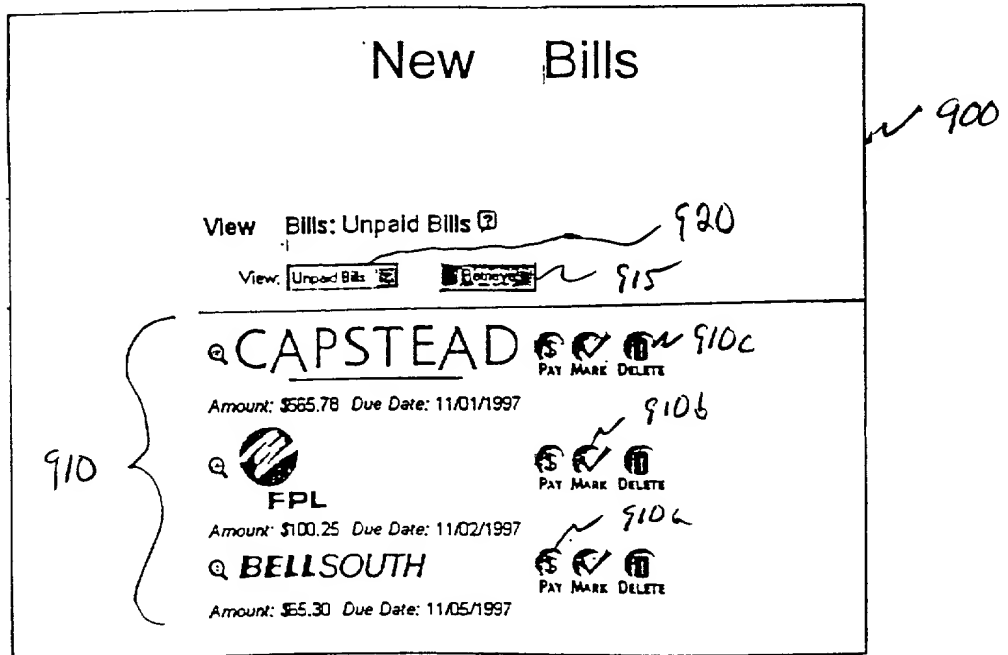 New Bills
900
View Bills: Unpaid Bills ?
920
View: Unpaid Bills Retrieve
915
CAPSTEAD PAY MARK DELETE 910c
Amount: $565.78 Due Date: 11/01/1997
910b
910
FPL PAY MARK DELETE
Amount: $100.25 Due Date: 11/02/1997
910a
BELLSOUTH PAY MARK DELETE
Amount: $65.30 Due Date: 11/05/1997